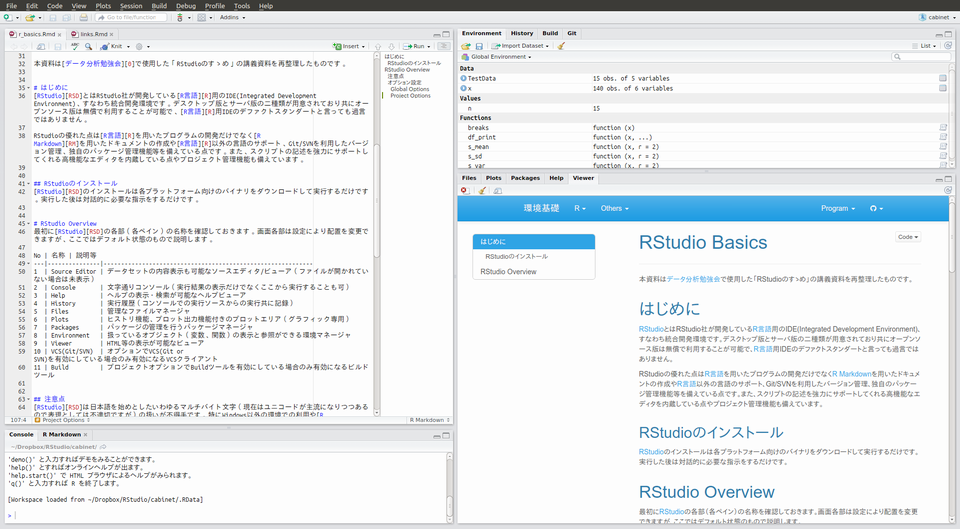 File Edit Code View Plots Session Build Debug Profile Tools Help
Go to file/function Addins cabinet
r_basics.Rmd links.Rmd
Knit Insert Run
31
32 本資料は[データ分析勉強会][0]で使用した「RStudioのすゝめ」の講義資料を再整理したものです。
33
34
35 # はじめに
36 [RStudio][RSD]とはRStudio社が開発している[R言語][R]用のIDE(Integrated Development
Environment)、すなわち統合開発環境です。デスクトップ版とサーバ版の二種類が用意されており共にオー
プンソース版は無償で利用することが可能で、[R言語][R]用IDEのデファクトスタンダートと言っても過言
ではありません。
37
38 RStudioの優れた点は[R言語][R]を用いたプログラムの開発だけでなく[R
Markdown][RM]を用いたドキュメントの作成や[R言語][R]以外の言語のサポート、Git/SVNを利用したバージ
ョン管理、独自のパッケージ管理機能等を備えている点です。また、スクリプトの記述を強力にサポートし
てくれる高機能なエディタを内蔵している点やプロジェクト管理機能も備えています。
39
40
41 ## RStudioのインストール
42 [RStudio][RSD]のインストールは各プラットフォーム向けのバイナリをダウンロードして実行するだけです
。実行した後は対話的に必要な指示をするだけです。
43
44
45 # RStudio Overview
46 最初に[RStudio][RSD]の各部(各ペイン)の名称を確認しておきます。画面各部は設定により配置を変更で
きますが、ここではデフォルト状態のもので説明します。
47
48 No | 名称 | 説明等
49
50 1 | Source Editor | データセットの内容表示も可能なソースエディタ/ビューア(ファイルが開かれてい
ない場合は未表示)
51 2 | Console | 文字通りコンソール(実行結果の表示だけでなくここから実行することも可)
52 3 | Help | ヘルプの表示・検索が可能なヘルプビューア
53 4 | History | 実行履歴(コンソールでの実行ソースからの実行共に記録)
54 5 | Files | 管理なファイルマネージャ
55 6 | Plots | ヒストリ機能、プロット出力機能付きのプロットエリア(グラフィック専用)
56 7 | Packages | パッケージの管理を行うパッケージマネージャ
57 8 | Environment | 扱っているオブジェクト(変数、関数)の表示と参照ができる環境マネージャ
58 9 | Viewer | HTML等の表示が可能なビューア
59 10 | VCS(Git/SVN) | オプションでVCS(Git or
SVN)を有効にしている場合のみ有効になるVCSクライアント
60 11 | Build | プロジェクトオプションでBuildツールを有効にしている場合のみ有効になるビルド
ツール
61
62
63 ## 注意点
64 [RStudio][RSD]は日本語を始めとしたいわゆるマルチバイト文字(現在はユニコードが主流になりつつある
はじめに
RStudioのインストール
RStudio Overview
注意点
オプション設定
Global Options
Project Options
107:4 Project Options R Markdown
Console R Markdown
~/Dropbox/RStudio/cabinet/
'demo()' と入力すればデモをみることができます。
'help()' とすればオンラインヘルプが出ます。
'help.start()' で HTML ブラウザによるヘルプがみられます。
'q()' と入力すれば R を終了します。
[Workspace loaded from ~/Dropbox/RStudio/cabinet/.RData]
>
Environment History Build Git
Import Dataset List
Global Environment
Data
TestData 15 obs. of 5 variables
x 140 obs. of 6 variables
Values
n 15
Functions
breaks function (x)
df_print function (x, ...)
s_mean function (x, r = 2)
s_sd function (x, r = 2)
s_var function (x, r = 2)
Files Plots Packages Help Viewer
環境基礎 R Others Program
はじめに
RStudioのインストール
RStudio Overview
Code
RStudio Basics
本資料はデータ分析勉強会で使用した「RStudioのすゝめ」の講義資料を再整理したものです。
はじめに
RStudioとはRStudio社が開発しているR言語用のIDE(Integrated Development Environment)、
すなわち統合開発環境です。デスクトップ版とサーバ版の二種類が用意されており共にオープンソ
ース版は無償で利用することが可能で、R言語用IDEのデファクトスタンダートと言っても過言では
ありません。
RStudioの優れた点はR言語を用いたプログラムの開発だけでなくR Markdownを用いたドキュ
メントの作成やR言語以外の言語のサポート、Git/SVNを利用したバージョン管理、独自のパッケー
ジ管理機能等を備えている点です。また、スクリプトの記述を強力にサポートしてくれる高機能なエ
ディタを内蔵している点やプロジェクト管理機能も備えています。
RStudioのインストール
RStudioのインストールは各プラットフォーム向けのバイナリをダウンロードして実行するだけです。
実行した後は対話的に必要な指示をするだけです。
RStudio Overview
最初にRStudioの各部(各ペイン)の名称を確認しておきます。画面各部は設定により配置を変更
できますが、ここではデフォルト状態のもので説明します。